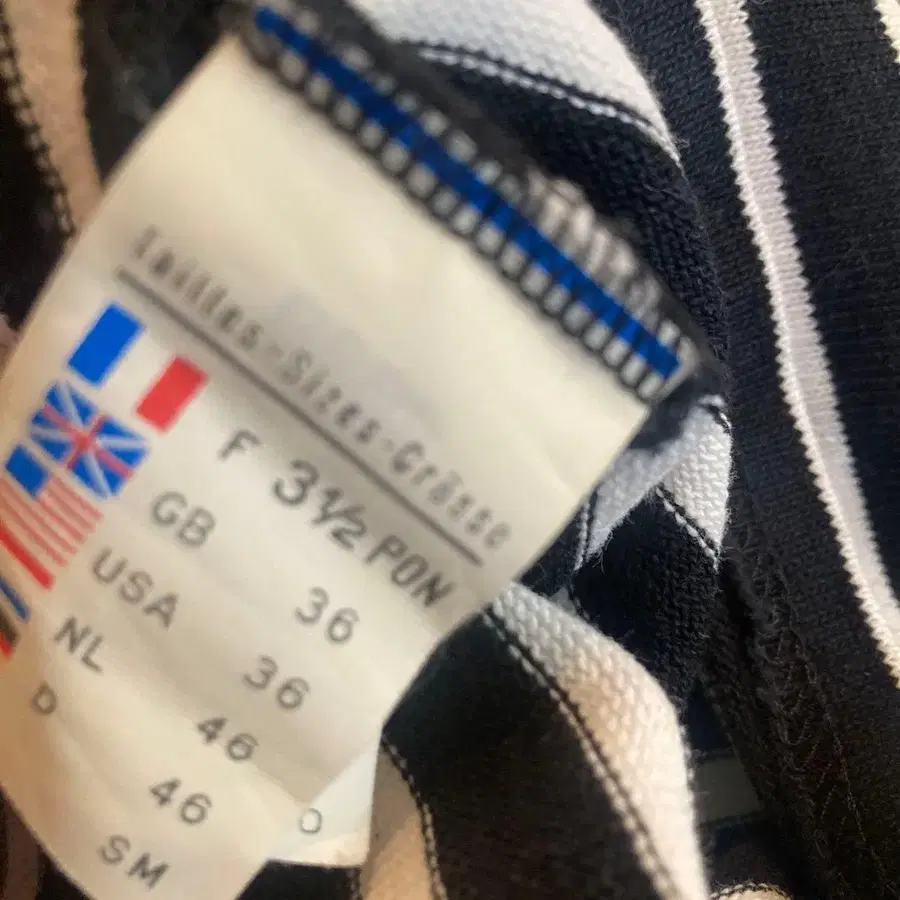 Tailles-Sizes-Grösse
F 3½ PON
GB 36
USA 36
NL 46
D 46
SM
O